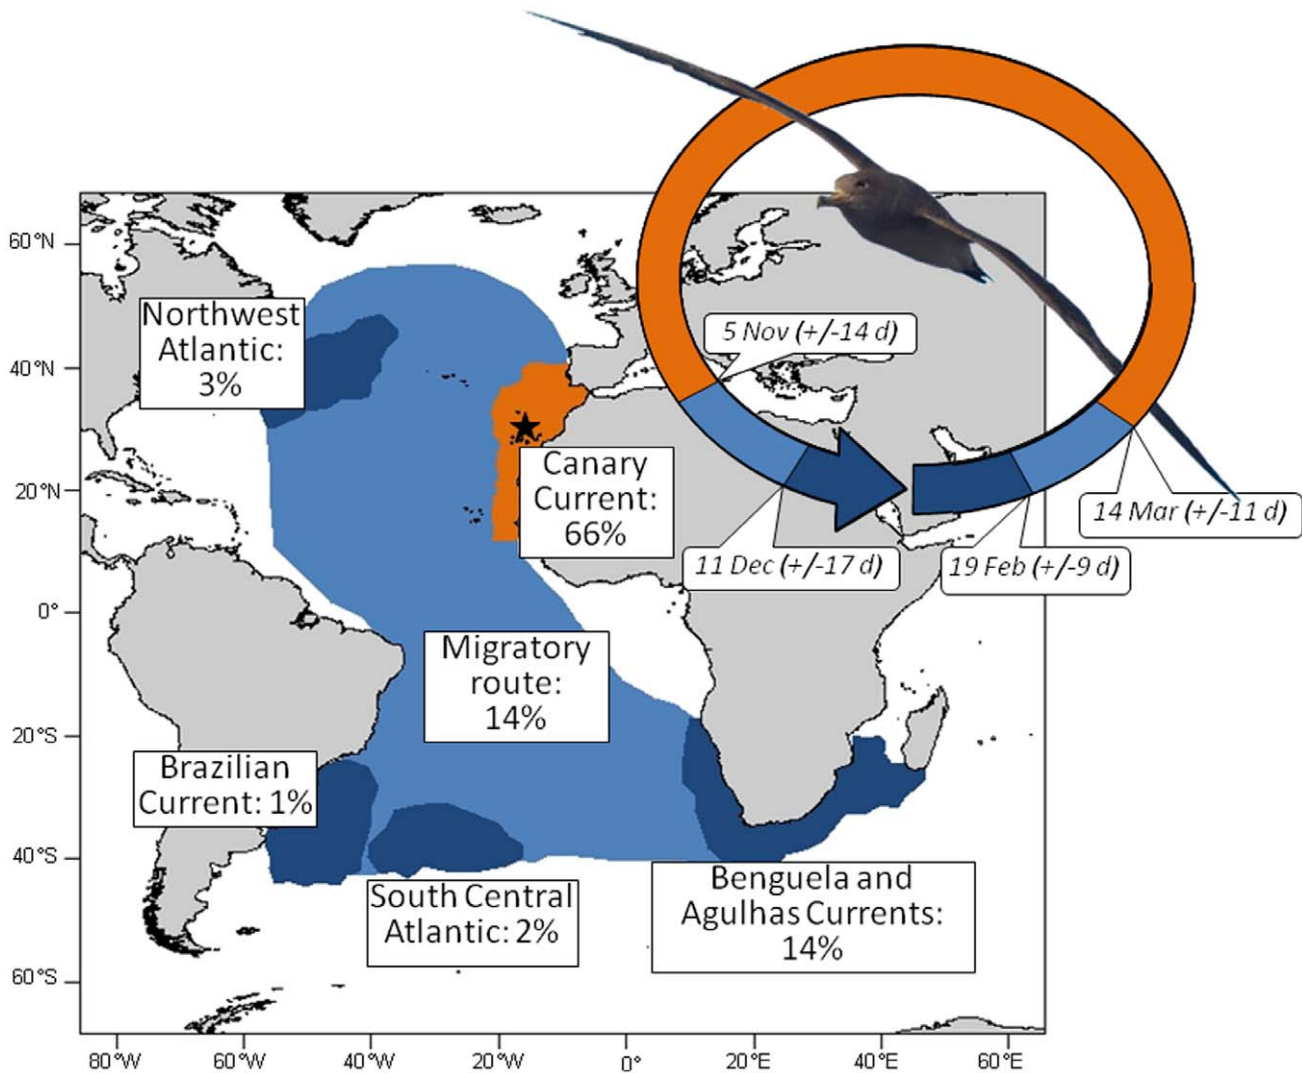 5 Nov (+/-14 d)
11 Dec (+/-17 d)
19 Feb (+/-9 d)
14 Mar (+/-11 d)
60°N
40°N
20°N
0°
20°S
40°S
60°S
Northwest
Atlantic:
3%
Canary
Current:
66%
Migratory
route:
14%
Brazilian
Current: 1%
South Central
Atlantic: 2%
Benguela and
Agulhas Currents:
14%
80°W
60°W
40°W
20°W
0°
20°E
40°E
60°E